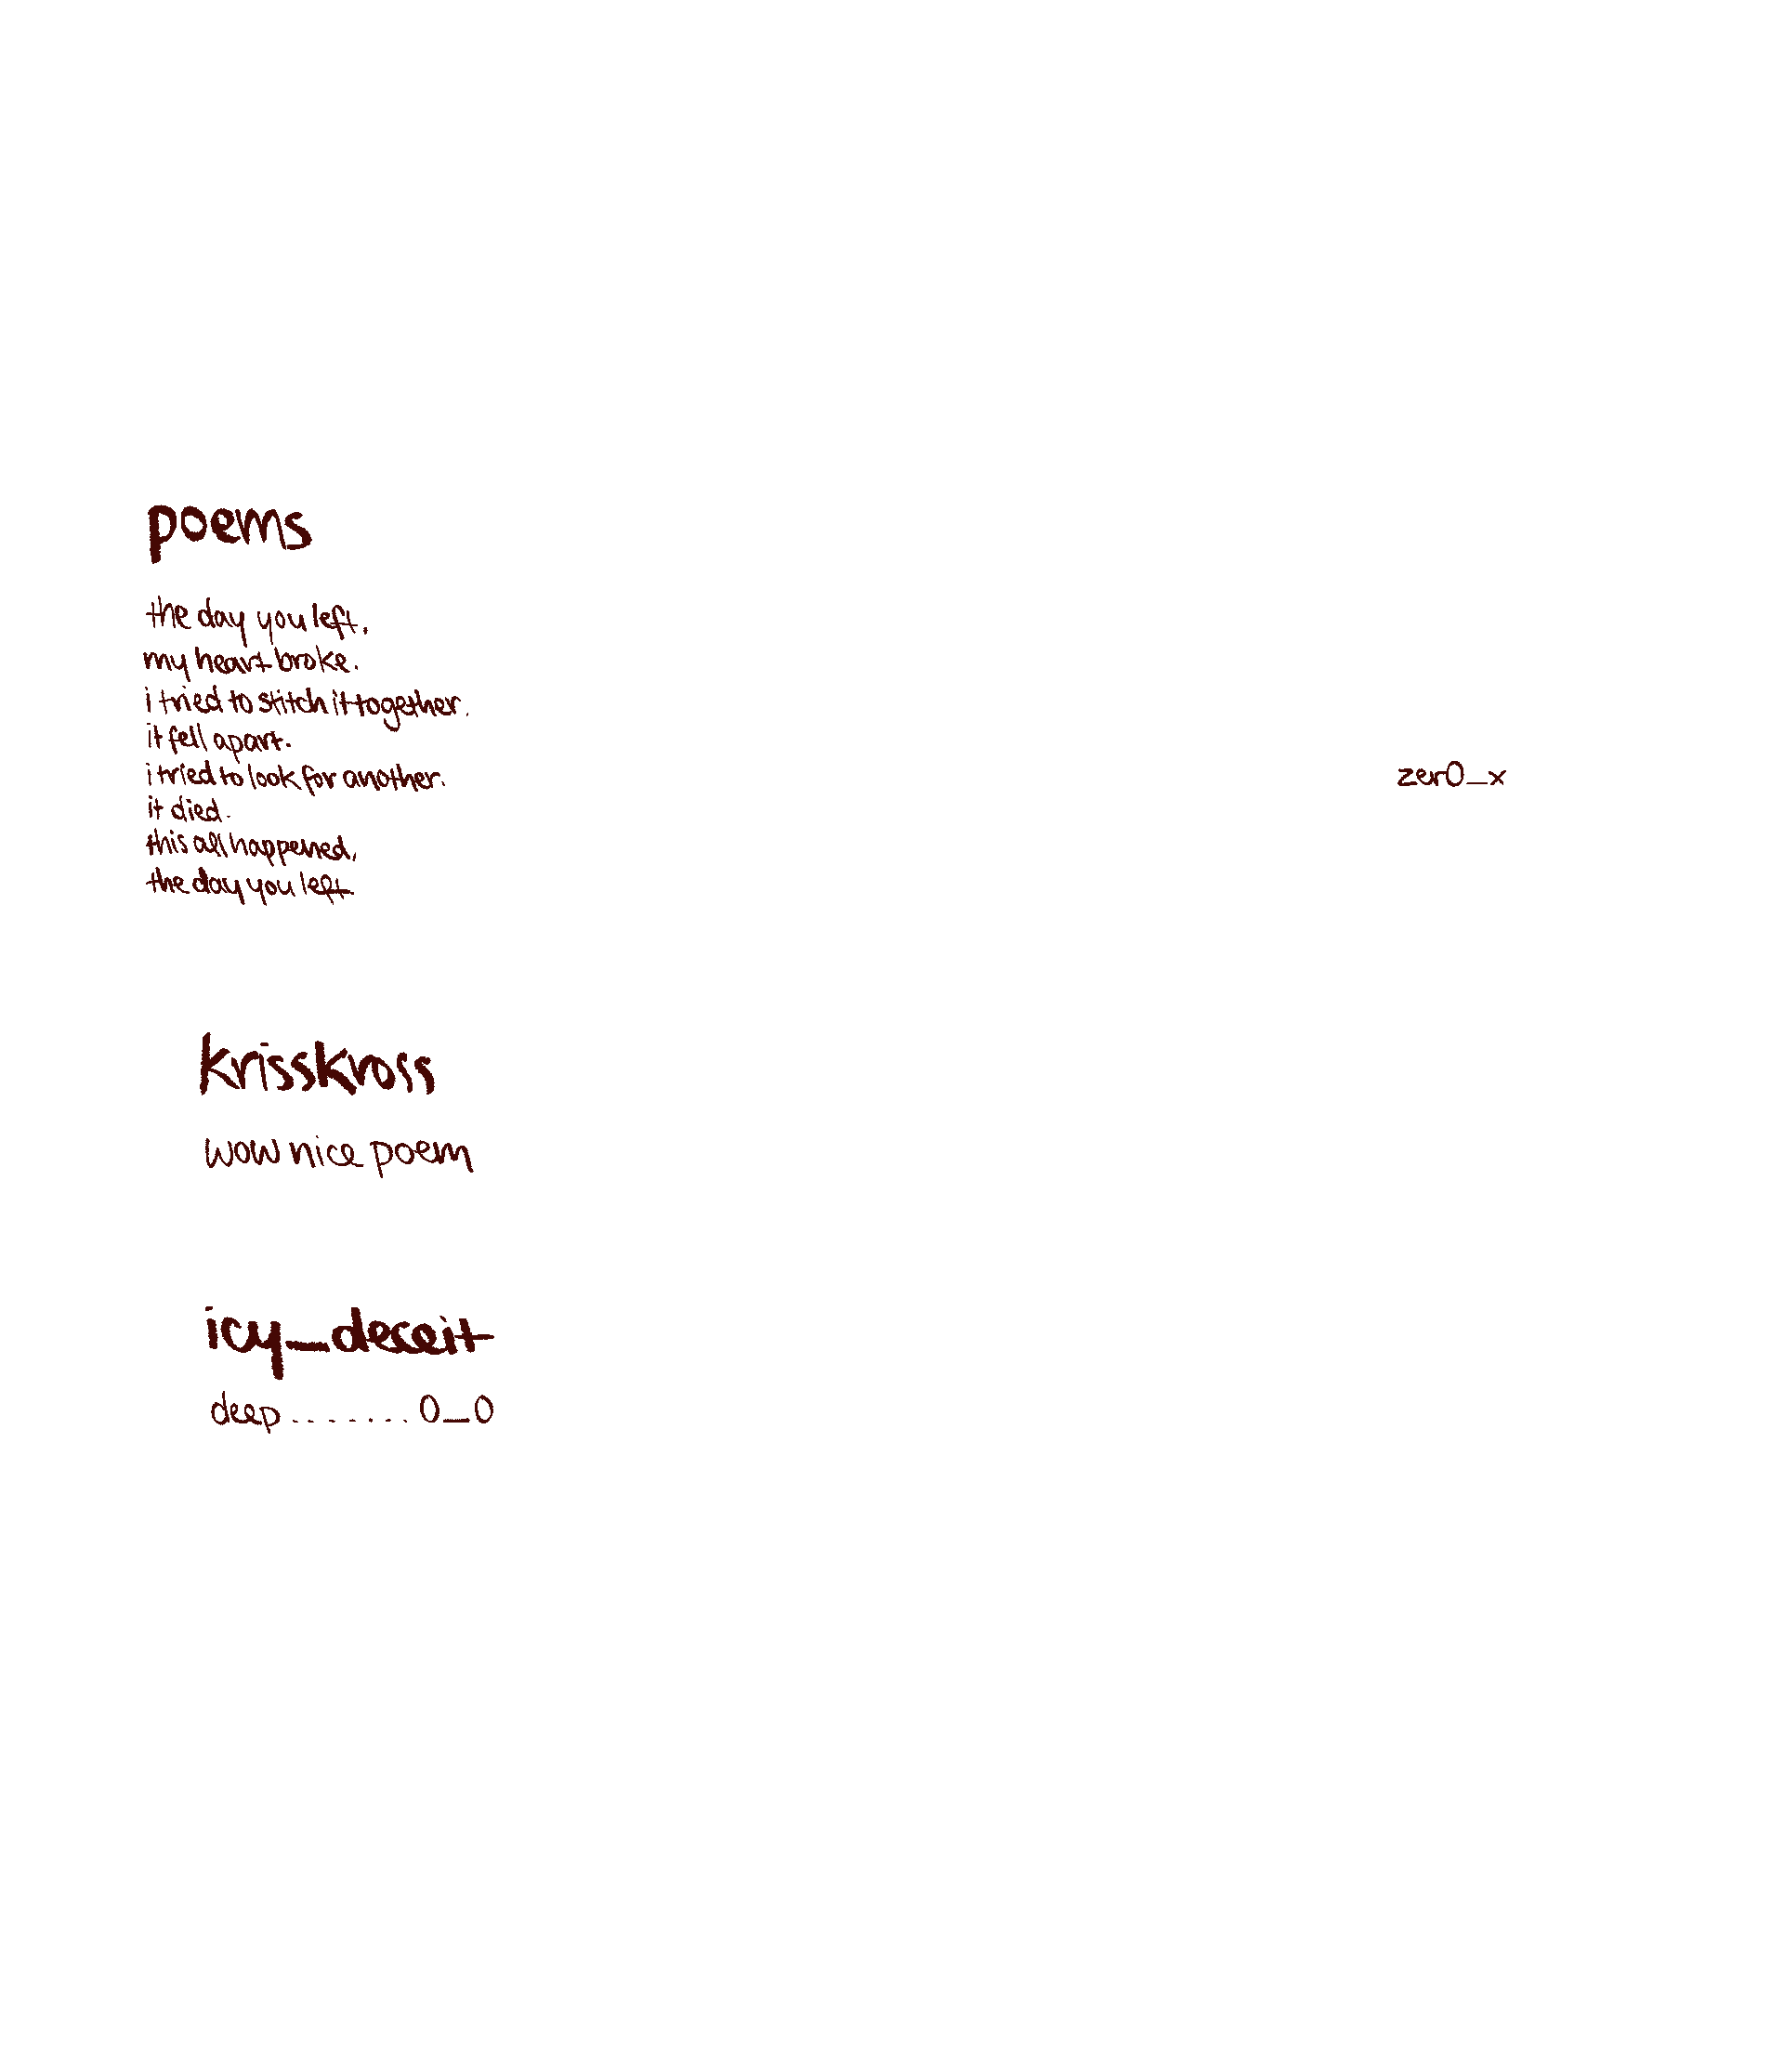 poems
the day you left,
my heart broke.
i tried to stitch it together.
it fell apart.
i tried to look for another.
zer0_x
it died.
this all happened,
the day you left.
krisskross
wow nice poem
icy_deceit
deep....... 0_0